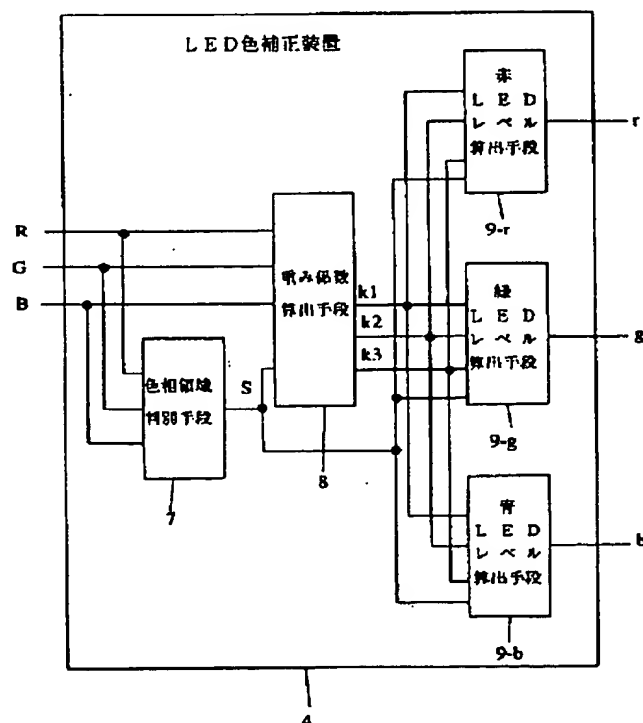 LED色補正装置
赤
LED
レベル
算出手段
r
9-r
R
G
B
重み係数
算出手段
k1
k2
k3
8
緑
LED
レベル
算出手段
g
9-g
色相領域
判別手段
S
7
青
LED
レベル
算出手段
b
9-b
4